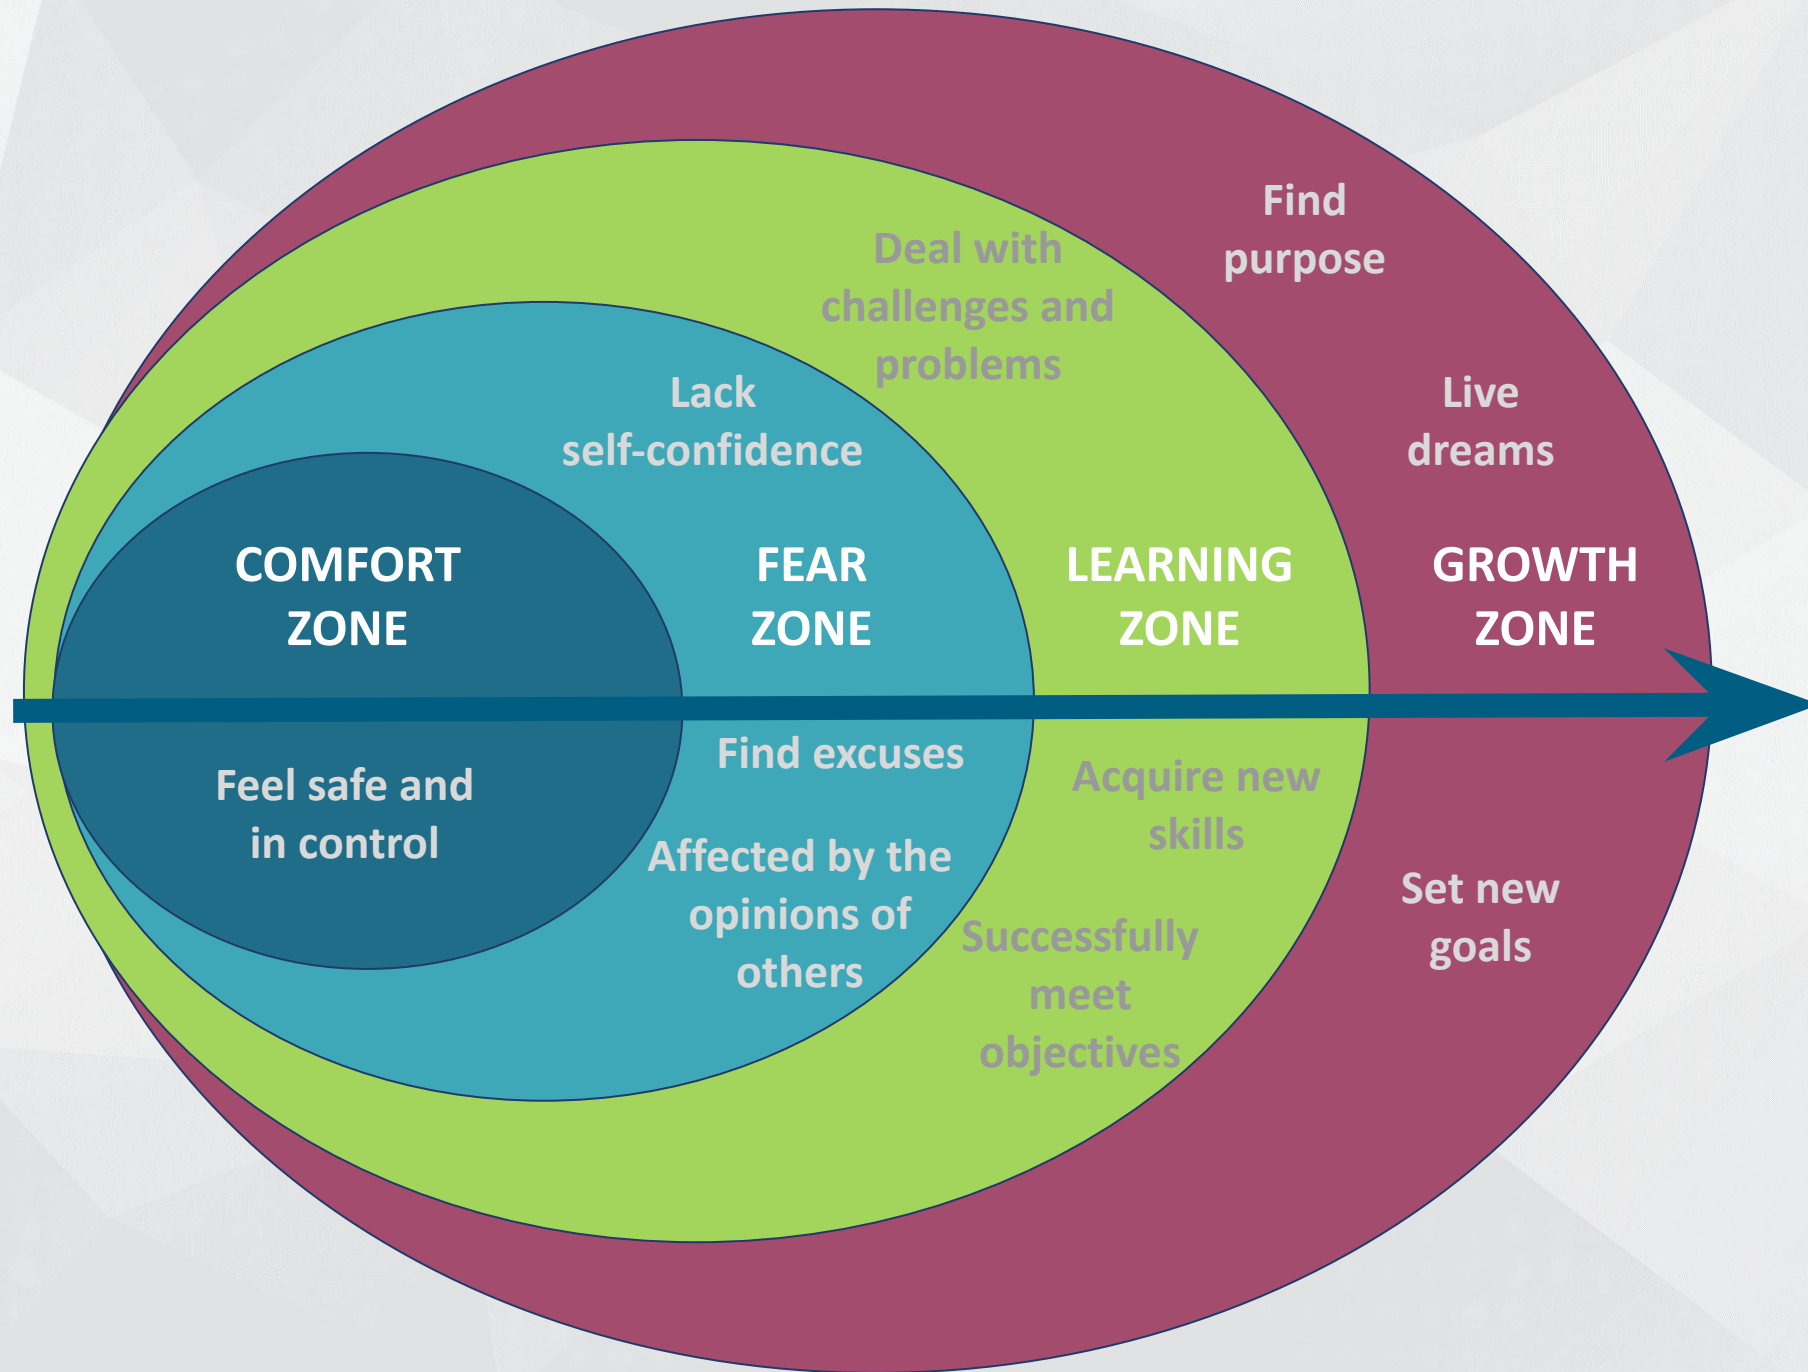 Find
purpose
Deal with
challenges and
problems
Lack
self-confidence
Live
dreams
COMFORT
ZONE
FEAR
ZONE
LEARNING
ZONE
GROWTH
ZONE
Feel safe and
in control
Find excuses
Affected by the
opinions of
others
Acquire new
skills
Successfully
meet
objectives
Set new
goals